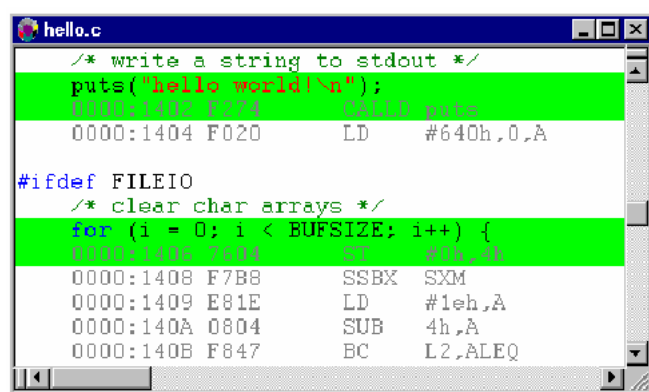 hello.c
/* write a string to stdout */
puts("hello world!\n");
0000:1402 F274 CALLD puts
0000:1404 F020 LD #640h,0,A
#ifdef FILEIO
/* clear char arrays */
for (i = 0; i < BUFSIZE; i++) {
0000:1406 7604 ST #0h,4h
0000:1408 F7B8 SSBX SXM
0000:1409 E81E LD #1eh,A
0000:140A 0804 SUB 4h,A
0000:140B F847 BC L2,ALEQ